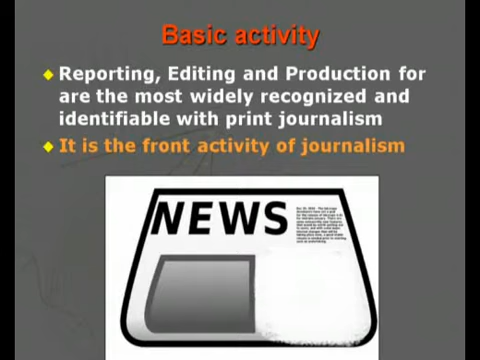 Basic activity
Reporting, Editing and Production for
are the most widely recognized and
identifiable with print journalism
It is the front activity of journalism
NEWS